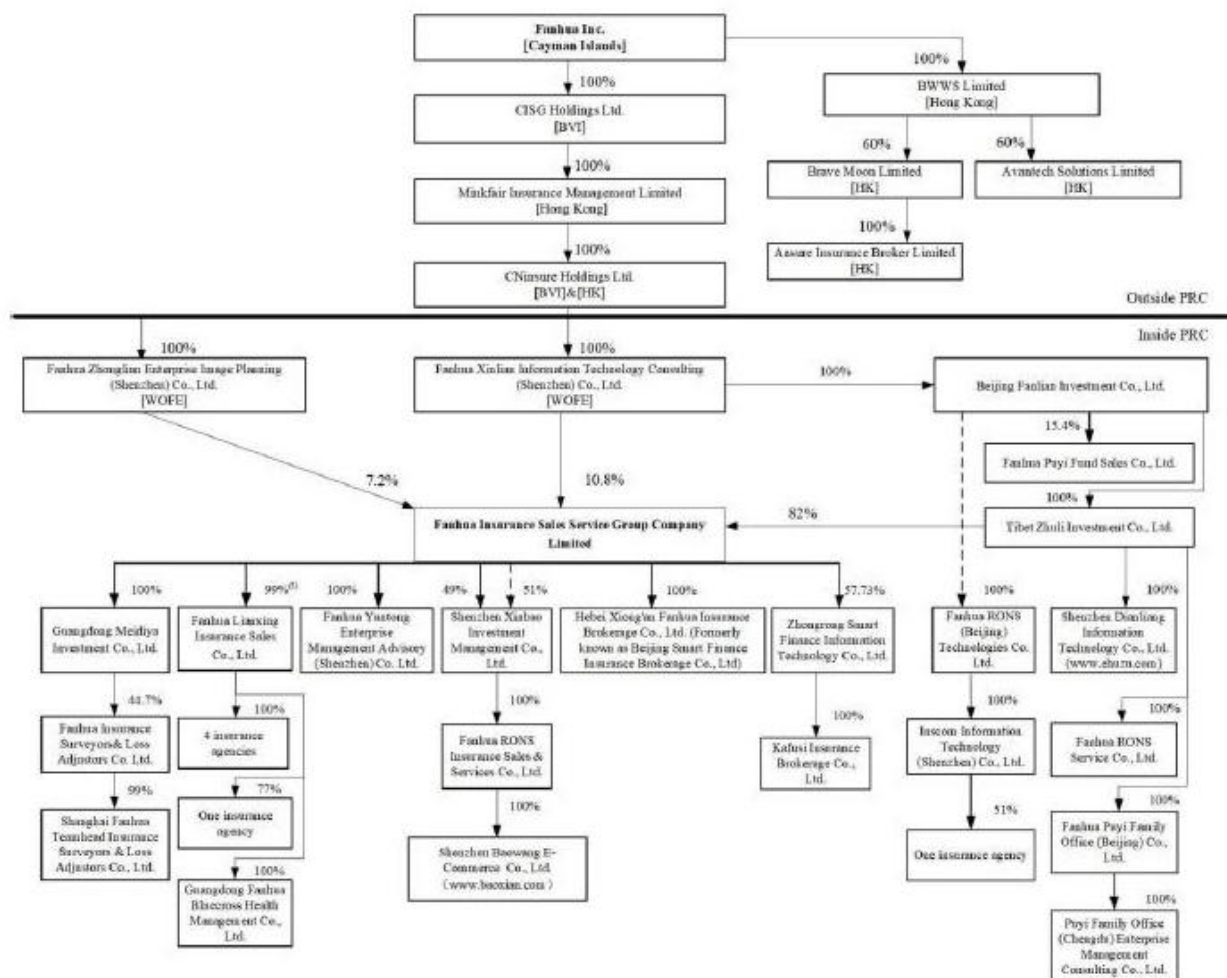 Fanhua Inc.
[Cayman Islands]
100%
100%
BWWS Limited
[Hong Kong]
CISG Holdings Ltd.
[BVI]
60%
60%
100%
Brave Moon Limited
[HK]
Avantech Solutions Limited
[HK]
Minkfair Insurance Management Limited
[Hong Kong]
100%
100%
Ansure Insurance Broker Limited
[HK]
CNinsure Holdings Ltd.
[BVI]&[HK]
Outside PRC
Inside PRC
100%
100%
Fanhua Zhonglian Enterprise Image Planning
(Shenzhen) Co., Ltd.
[WOFE]
Fanhua Xinlian Information Technology Consulting
(Shenzhen) Co., Ltd.
[WOFE]
100%
Beijing Fanlian Investment Co., Ltd.
15.4%
Fanhua Puyi Fund Sales Co., Ltd.
7.2%
10.8%
100%
Fanhua Insurance Sales Service Group Company
Limited
82%
Tibet Zhuli Investment Co., Ltd.
100%
99%
100%
49%
51%
100%
57.73%
100%
100%
Guangdong Meidiya
Investment Co., Ltd.
Fanhua Lianxing
Insurance Sales
Co., Ltd.
Fanhua Yuntong
Enterprise
Management Advisory
(Shenzhen) Co. Ltd.
Shenzhen Xinbao
Investment
Management Co.,
Ltd.
Hebei Xiong'an Fanhua Insurance
Brokerage Co., Ltd. (Formerly
known as Beijing Smart Finance
Insurance Brokerage Co., Ltd)
Zhongrong Smart
Finance Information
Technology Co., Ltd.
Fanhua RONS
(Beijing)
Technologies Co.
Ltd.
Shenzhen Dianliang
Information
Technology Co., Ltd.
(www.ehuzu.com)
44.7%
100%
100%
100%
100%
100%
Fanhua Insurance
Surveyors& Loss
Adjustors Co. Ltd.
4 insurance
agencies
Fanhua RONS
Insurance Sales &
Services Co., Ltd.
Kafusi Insurance
Brokerage Co.,
Ltd.
Inscom Information
Technology
(Shenzhen) Co., Ltd.
Fanhua RONS
Service Co., Ltd.
99%
77%
100%
51%
100%
Shanghai Fanhua
Teamhead Insurance
Surveyors & Loss
Adjustors Co., Ltd.
One insurance
agency
Shenzhen Baowang E-
Commerce Co., Ltd.
(www.baoxian.com )
One insurance agency
Fanhua Puyi Family
Office (Beijing) Co.,
Ltd.
100%
Guangdong Fanhua
Bluecross Health
Management Co.,
Ltd.
100%
Puyi Family Office
(Chengdu) Enterprise
Management
Consulting Co., Ltd.